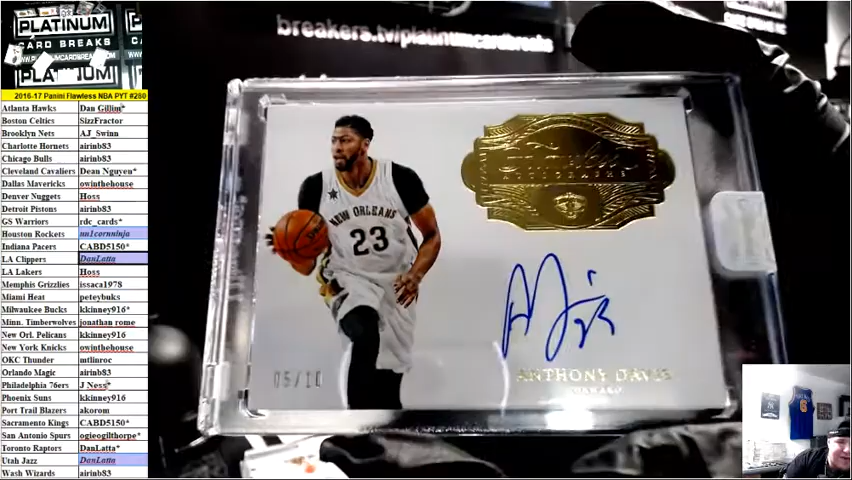 PLATINUM
CARD BREAKS
PLATINUM
breakers.tv/platinumcardbreaks
2016-17 Panini Flawless NBA PYT #280
Atlanta Hawks Dan Gillini*
Boston Celtics SizzFractor
Brooklyn Nets AJ_Swinn
Charlotte Hornets airinb83
Chicago Bulls airinb83
Cleveland Cavaliers Dean Nguyen*
Dallas Mavericks owinthehouse
Denver Nuggets Hoss
Detroit Pistons airinb83
GS Warriors rdc_cards*
Houston Rockets un1cornninja
Indiana Pacers CABD5150*
LA Clippers DanLatta
LA Lakers Hoss
Memphis Grizzlies issaca1978
Miami Heat peteybuks
Milwaukee Bucks kkinney916*
Minn. Timberwolves jonathan rome
New Orl. Pelicans kkinney916
New York Knicks owinthehouse
OKC Thunder mtlinroc
Orlando Magic airinb83
Philadelphia 76ers J Ness*
Phoenix Suns kkinney916
Port Trail Blazers akorom
Sacramento Kings CABD5150*
San Antonio Spurs ogieogilthorpe*
Toronto Raptors DanLatta*
Utah Jazz DanLatta
Wash Wizards airinb83
Flawless
AUTOGRAPHS
NEW ORLEANS
23
05/10
ANTHONY DAVIS
FORWARD